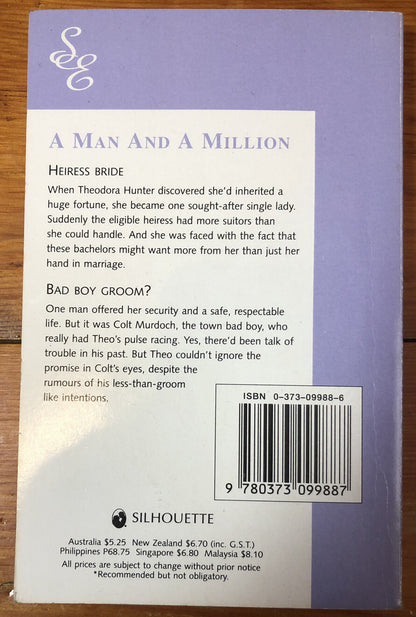 SE
A MAN AND A MILLION
HEIRESS BRIDE
When Theodora Hunter discovered she'd inherited a
huge fortune, she became one sought-after single lady.
Suddenly the eligible heiress had more suitors than
she could handle. And she was faced with the fact that
these bachelors might want more from her than just her
hand in marriage.
BAD BOY GROOM?
One man offered her security and a safe, respectable
life. But it was Colt Murdoch, the town bad boy, who
really had Theo's pulse racing. Yes, there'd been talk of
trouble in his past. But Theo couldn't ignore the
promise in Colt's eyes, despite the
rumours of his less-than-groom
like intentions.
ISBN 0-373-09988-6
9 780373 099887
SILHOUETTE
Australia $5.25 New Zealand $6.70 (inc. G.S.T.)
Philippines P68.75 Singapore $6.80 Malaysia $8.10
All prices are subject to change without prior notice
*Recommended but not obligatory.